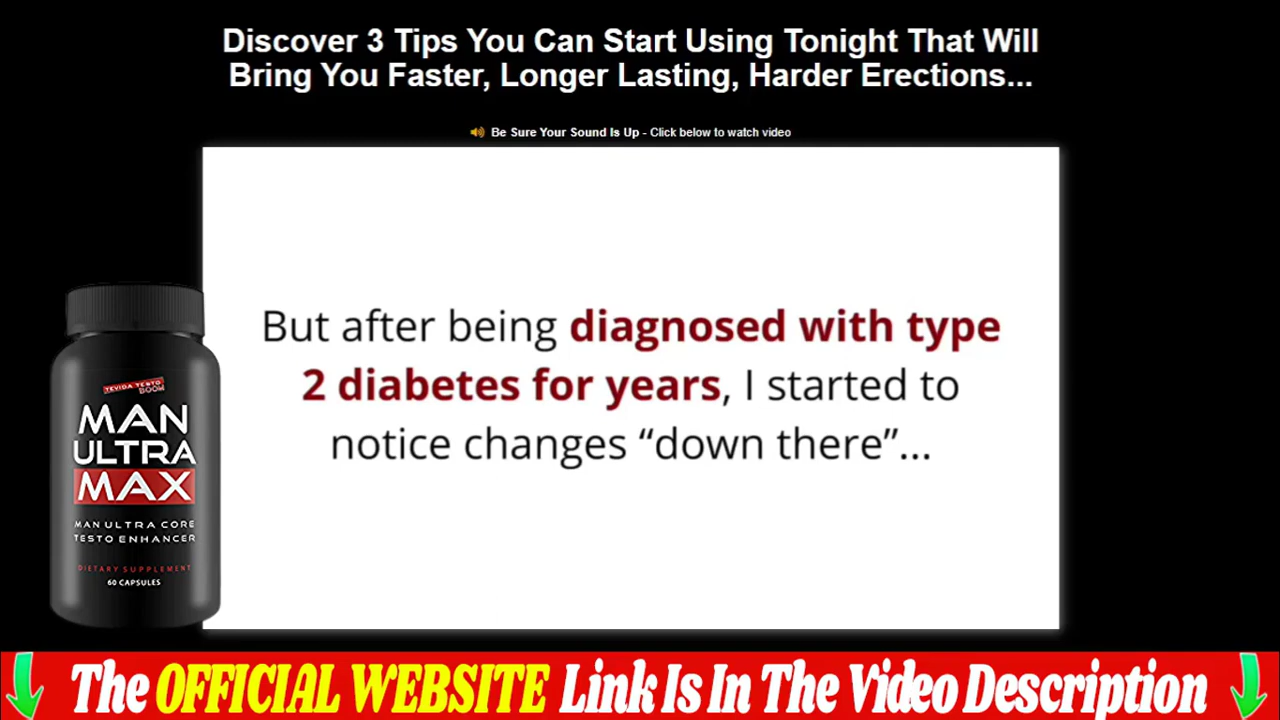 Discover 3 Tips You Can Start Using Tonight That Will
Bring You Faster, Longer Lasting, Harder Erections...
Be Sure Your Sound Is Up - Click below to watch video
But after being diagnosed with type
2 diabetes for years, I started to
notice changes “down there”...
TEVIDA TESTO
BOOM
MAN
ULTRA
MAX
MAN ULTRA CORE
TESTO ENHANCER
DIETARY SUPPLEMENT
60 CAPSULES
The OFFICIAL WEBSITE Link Is In The Video Description